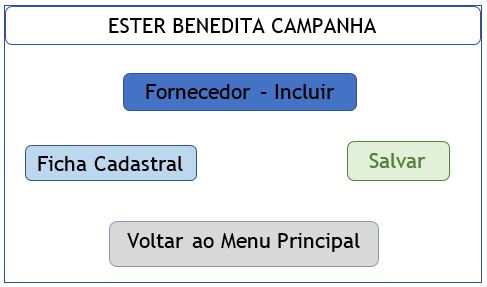 ESTER BENEDITA CAMPANHA
Fornecedor - Incluir
Ficha Cadastral
Salvar
Voltar ao Menu Principal